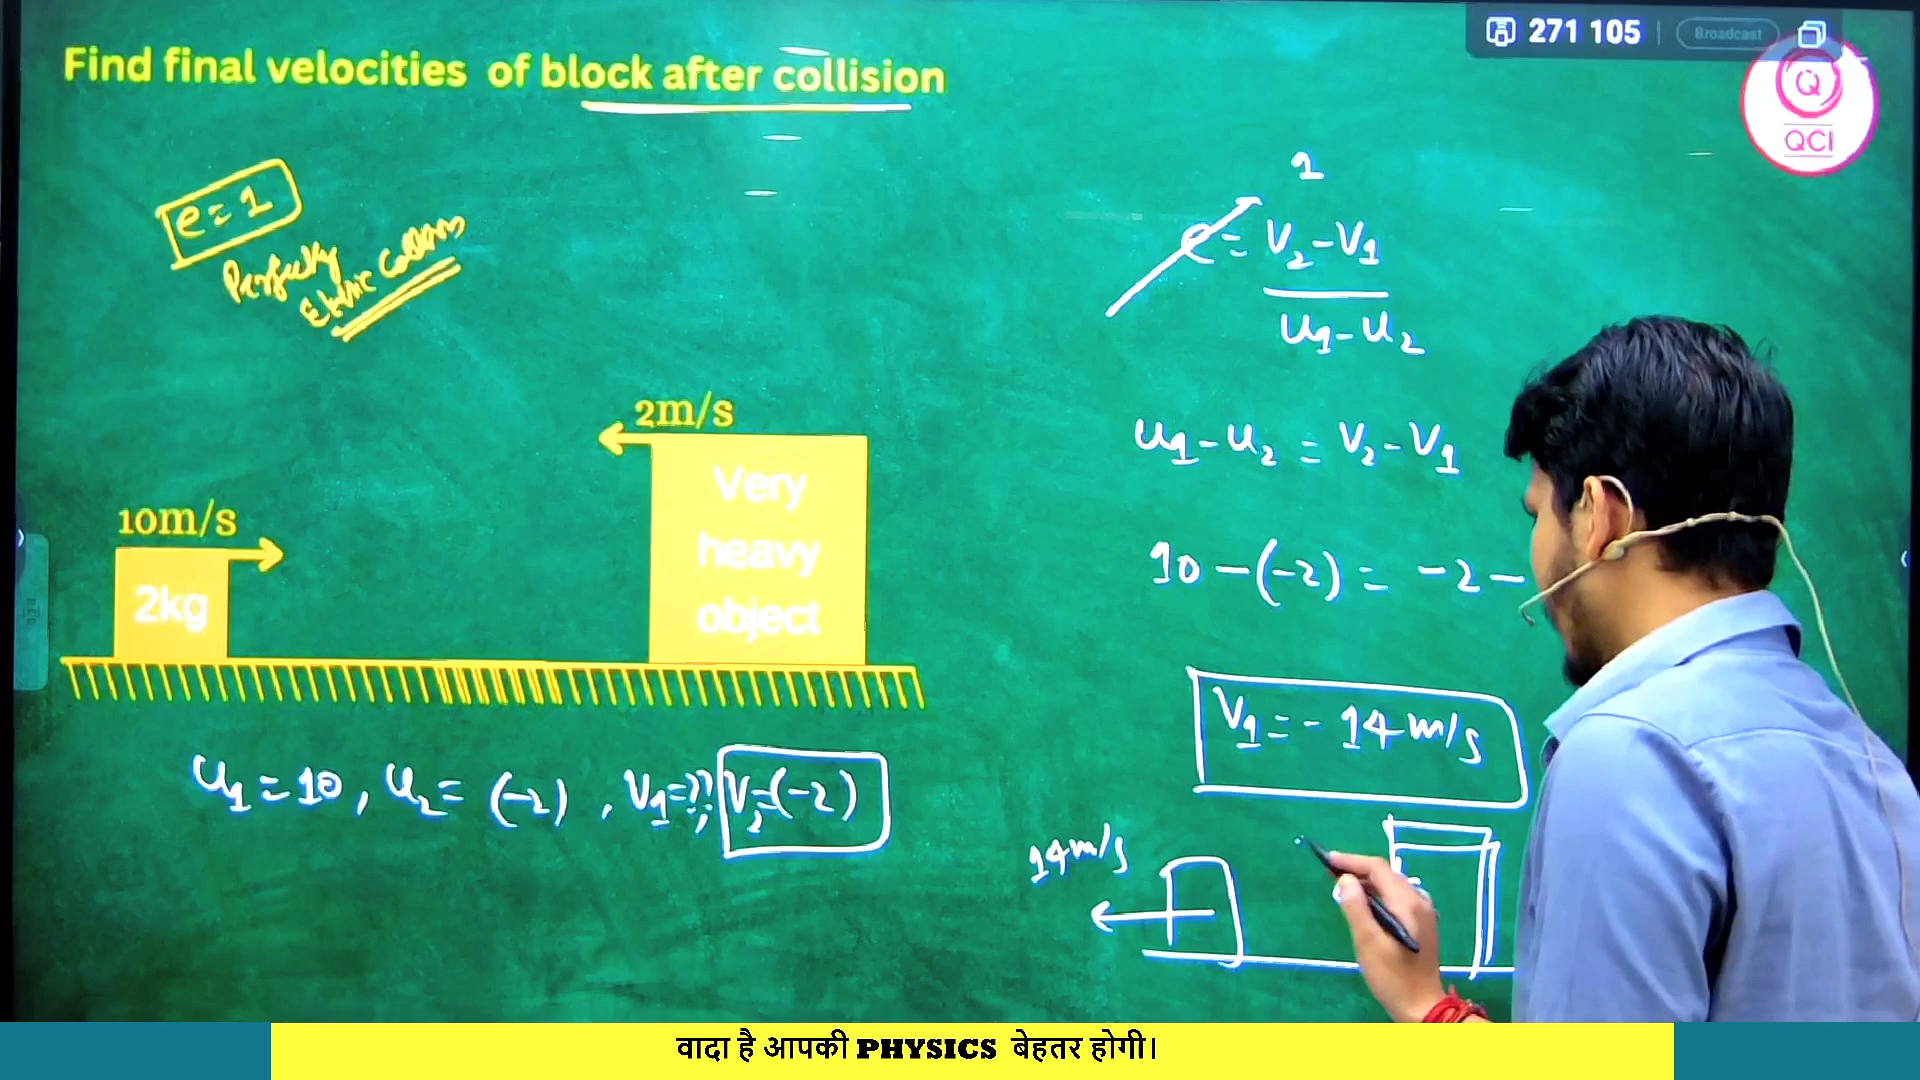 271 105
Broadcast
Find final velocities of block after collision
Q
QCI
e = 1
Perfectly
Elastic Collision
1
e = V₂ - V₁
u₁ - u₂
2m/s
Very
heavy
object
10m/s
2kg
u₁ - u₂ = V₂ - V₁
10 - (-2) = -2 -
V₁ = - 14 m/s
u₁ = 10, u₂ = (-2), V₁ = ??; V₂ = (-2)
14 m/s
वादा है आपकी PHYSICS बेहतर होगी।